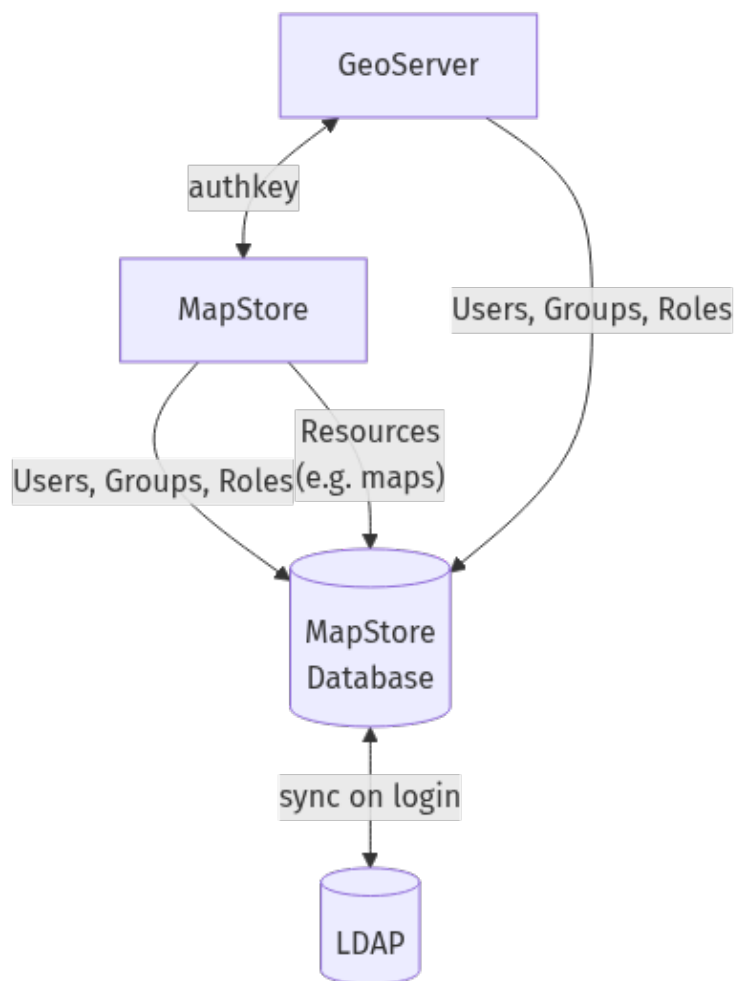 GeoServer
authkey
MapStore
Users, Groups, Roles
Resources
(e.g. maps)
Users, Groups, Roles
MapStore
Database
sync on login
LDAP